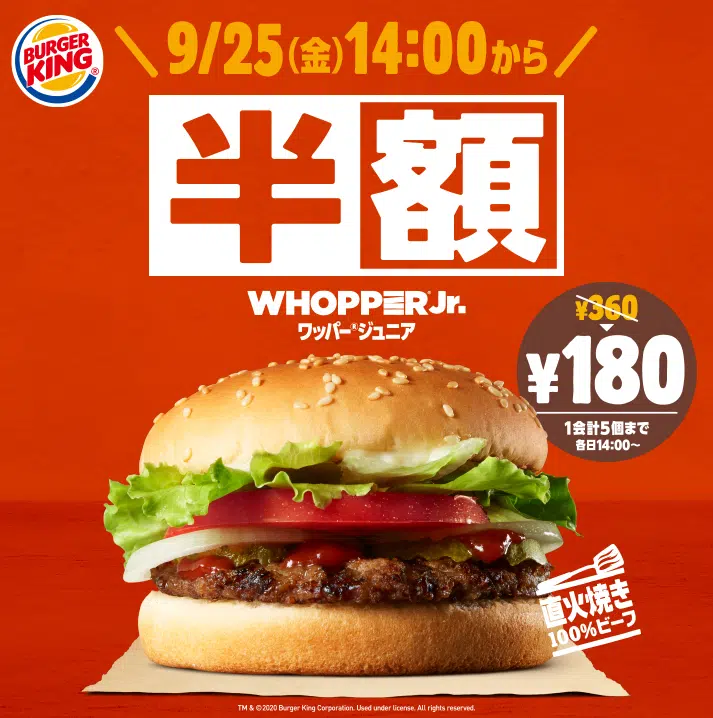 BURGER
KING®
9/25(金)14:00から
半額
WHOPPER® Jr.
ワッパー®ジュニア
¥360
¥180
1会計5個まで
各日14:00〜
直火焼き
100%ビーフ
TM & ©2020 Burger King Corporation. Used under license. All rights reserved.